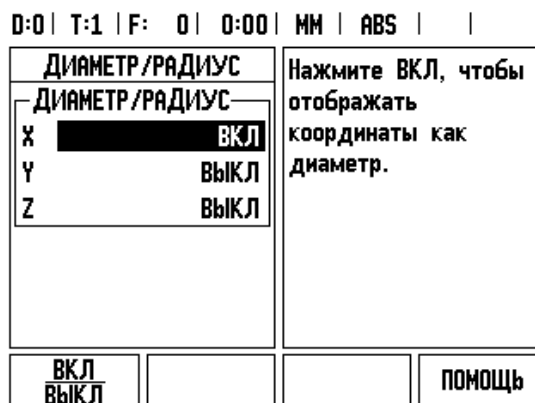 D:0 | T:1 | F: 0 | 0:00 | MM | ABS | |
ДИАМЕТР/РАДИУС
ДИАМЕТР/РАДИУС
X ВКЛ
Y ВЫКЛ
Z ВЫКЛ
Нажмите ВКЛ, чтобы
отображать
координаты как
диаметр.
ВКЛ
ВЫКЛ
ПОМОЩЬ